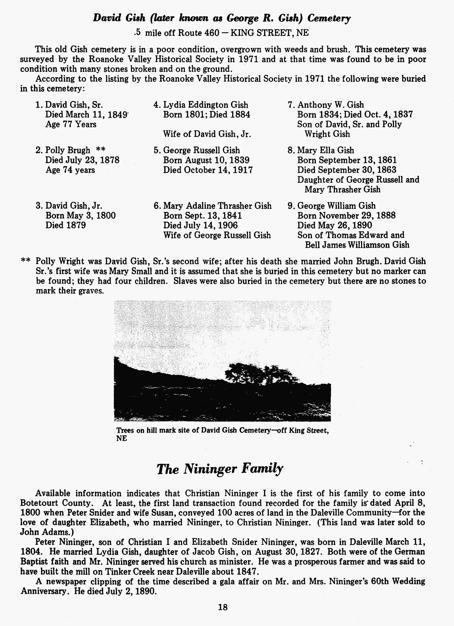 David Gish (later known as George R. Gish) Cemetery
.5 mile off Route 460 — KING STREET, NE
This old Gish cemetery is in a poor condition, overgrown with weeds and brush. This cemetery was
surveyed by the Roanoke Valley Historical Society in 1971 and at that time was found to be in poor
condition with many stones broken and on the ground.
According to the listing by the Roanoke Valley Historical Society in 1971 the following were buried
in this cemetery:
1. David Gish, Sr.
Died March 11, 1849
Age 77 Years
4. Lydia Eddington Gish
Born 1801; Died 1884
Wife of David Gish, Jr.
7. Anthony W. Gish
Born 1834; Died Oct. 4, 1837
Son of David, Sr. and Polly
Wright Gish
2. Polly Brugh **
Died July 23, 1878
Age 74 years
5. George Russell Gish
Born August 10, 1839
Died October 14, 1917
8. Mary Ella Gish
Born September 13, 1861
Died September 30, 1863
Daughter of George Russell and
Mary Thrasher Gish
3. David Gish, Jr.
Born May 3, 1800
Died 1879
6. Mary Adaline Thrasher Gish
Born Sept. 13, 1841
Died July 14, 1906
Wife of George Russell Gish
9. George William Gish
Born November 29, 1888
Died May 26, 1890
Son of Thomas Edward and
Bell James Williamson Gish
** Polly Wright was David Gish, Sr.'s second wife; after his death she married John Brugh. David Gish
Sr.'s first wife was Mary Small and it is assumed that she is buried in this cemetery but no marker can
be found; they had four children. Slaves were also buried in the cemetery but there are no stones to
mark their graves.
Trees on hill mark site of David Gish Cemetery—off King Street,
NE
The Nininger Family
Available information indicates that Christian Nininger I is the first of his family to come into
Botetourt County. At least, the first land transaction found recorded for the family is dated April 8,
1800 when Peter Snider and wife Susan, conveyed 100 acres of land in the Daleville Community—for the
love of daughter Elizabeth, who married Nininger, to Christian Nininger. (This land was later sold to
John Adams.)
Peter Nininger, son of Christian I and Elizabeth Snider Nininger, was born in Daleville March 11,
1804. He married Lydia Gish, daughter of Jacob Gish, on August 30, 1827. Both were of the German
Baptist faith and Mr. Nininger served his church as minister. He was a prosperous farmer and was said to
have built the mill on Tinker Creek near Daleville about 1847.
A newspaper clipping of the time described a gala affair on Mr. and Mrs. Nininger's 60th Wedding
Anniversary. He died July 2, 1890.
18